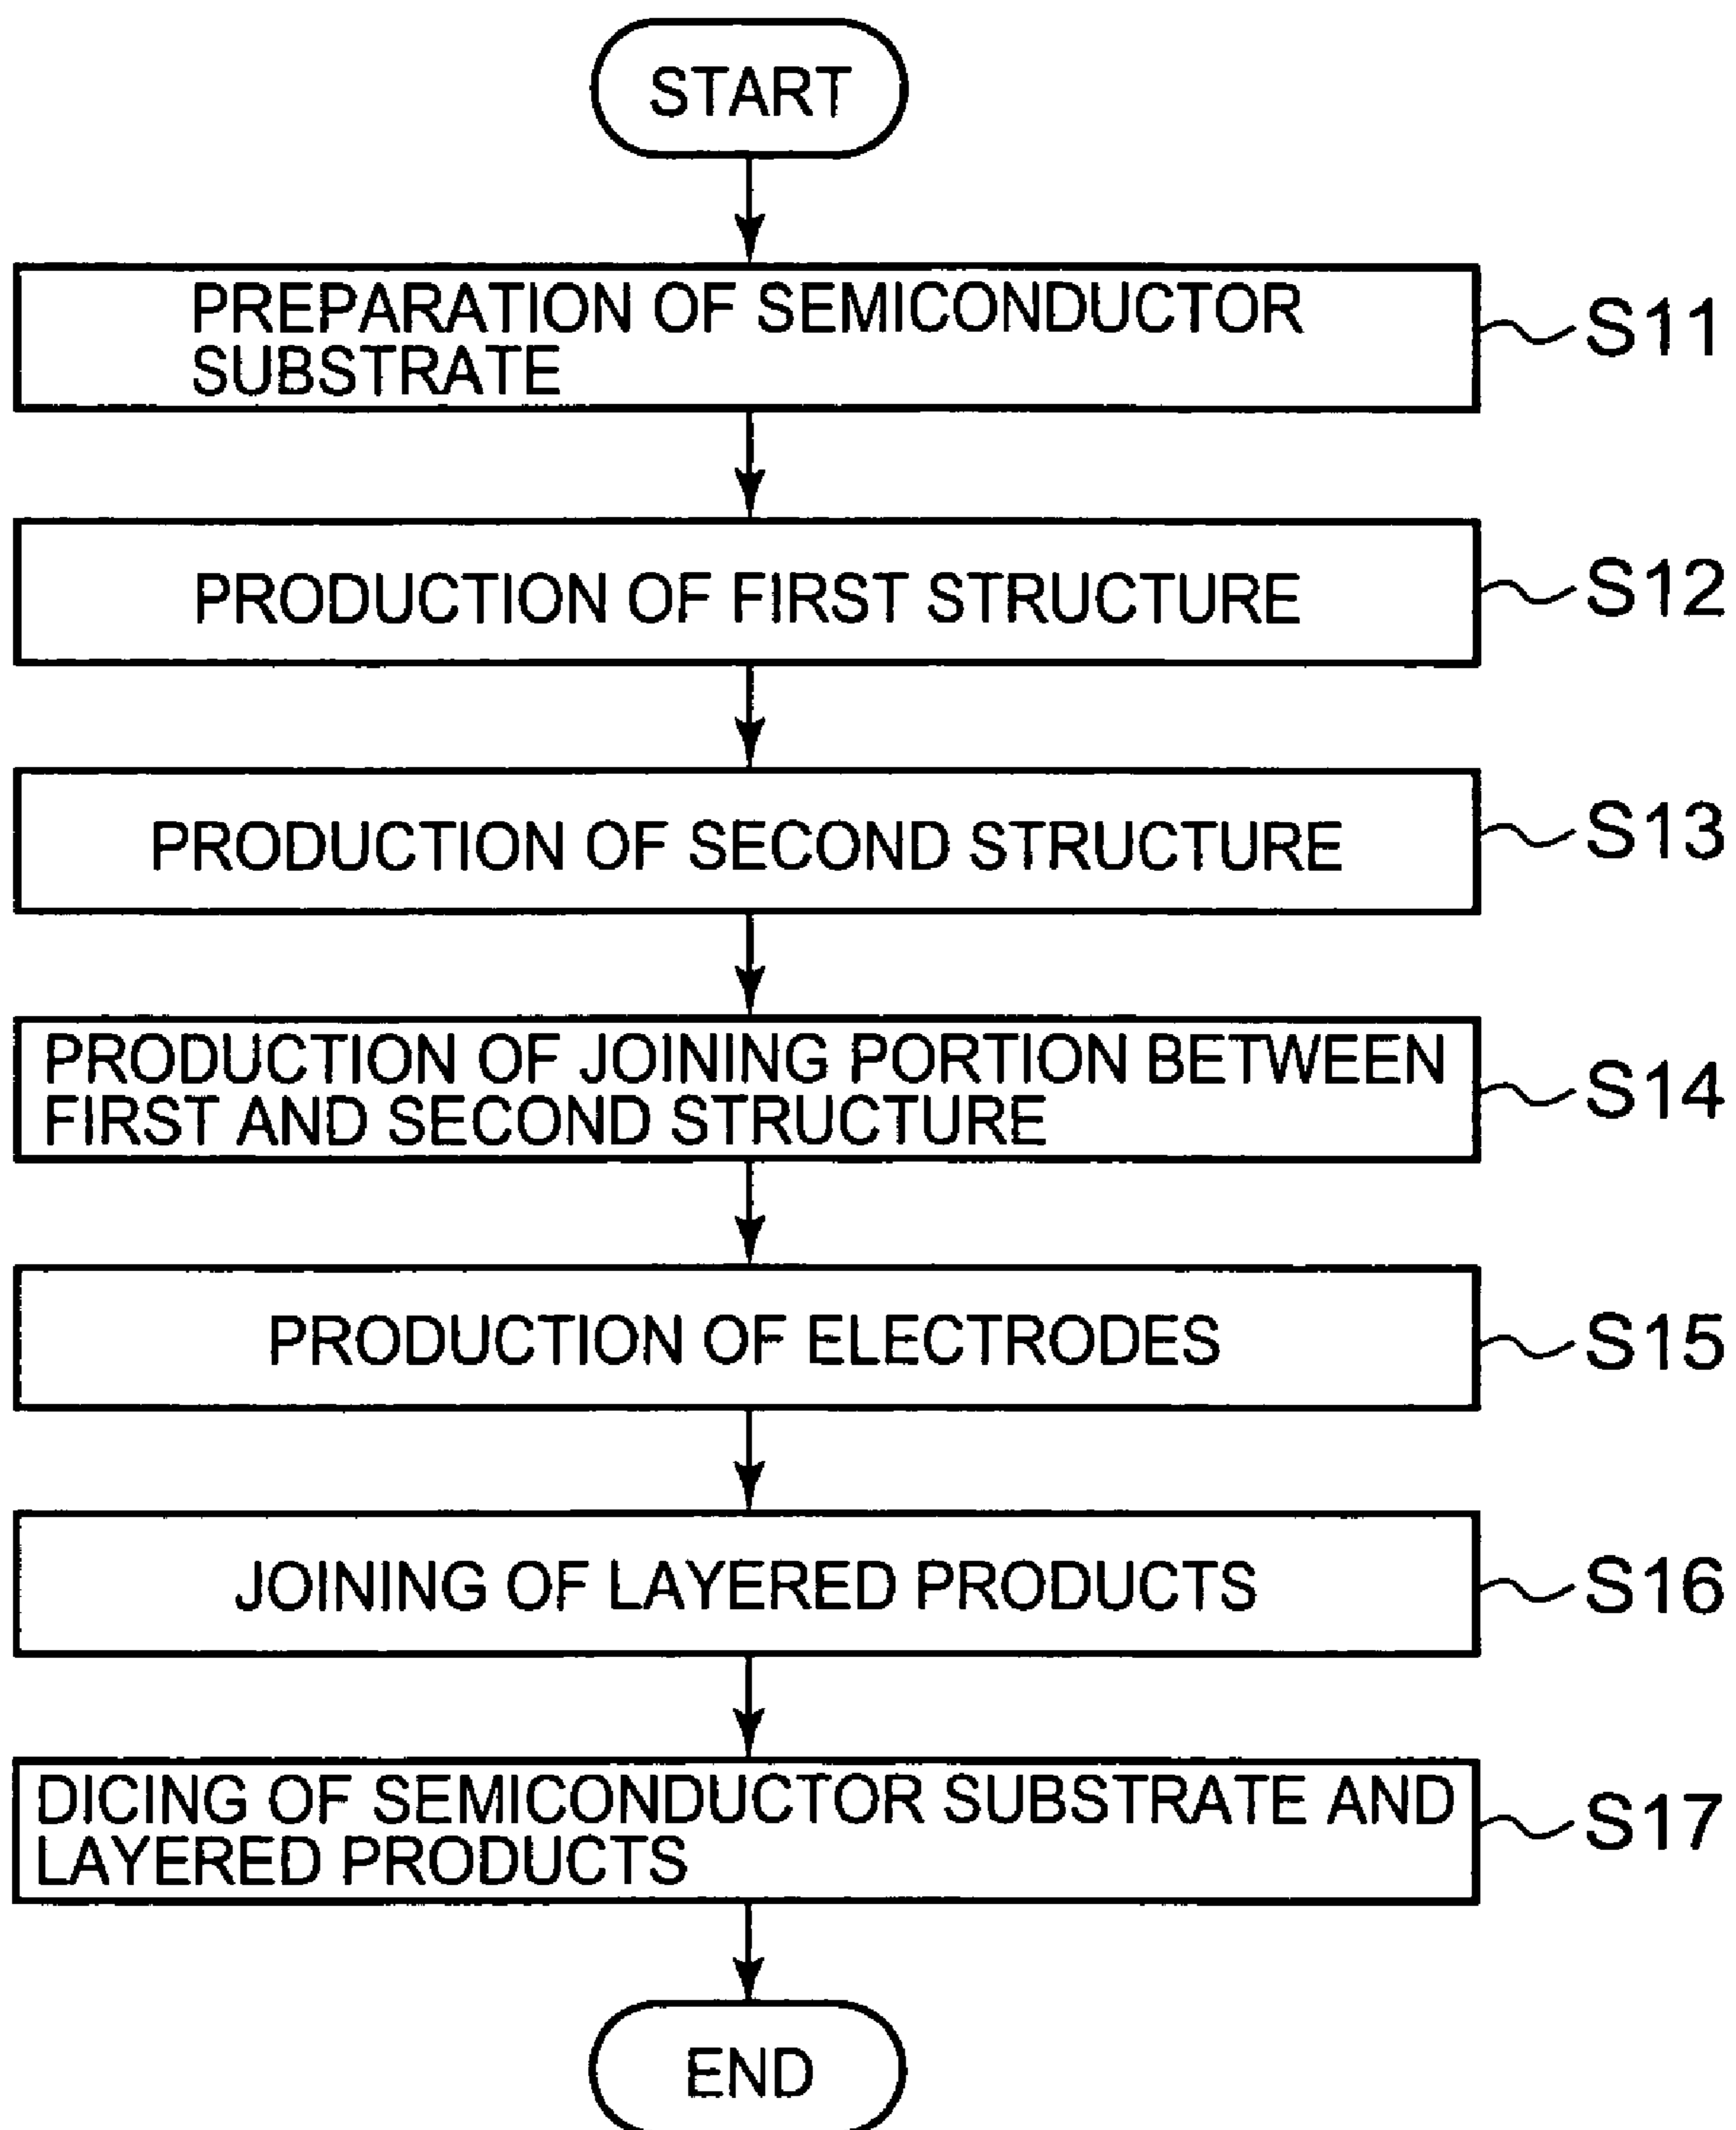 START
PREPARATION OF SEMICONDUCTOR
SUBSTRATE
S11
PRODUCTION OF FIRST STRUCTURE
S12
PRODUCTION OF SECOND STRUCTURE
S13
PRODUCTION OF JOINING PORTION BETWEEN
FIRST AND SECOND STRUCTURE
S14
PRODUCTION OF ELECTRODES
S15
JOINING OF LAYERED PRODUCTS
S16
DICING OF SEMICONDUCTOR SUBSTRATE AND
LAYERED PRODUCTS
S17
END